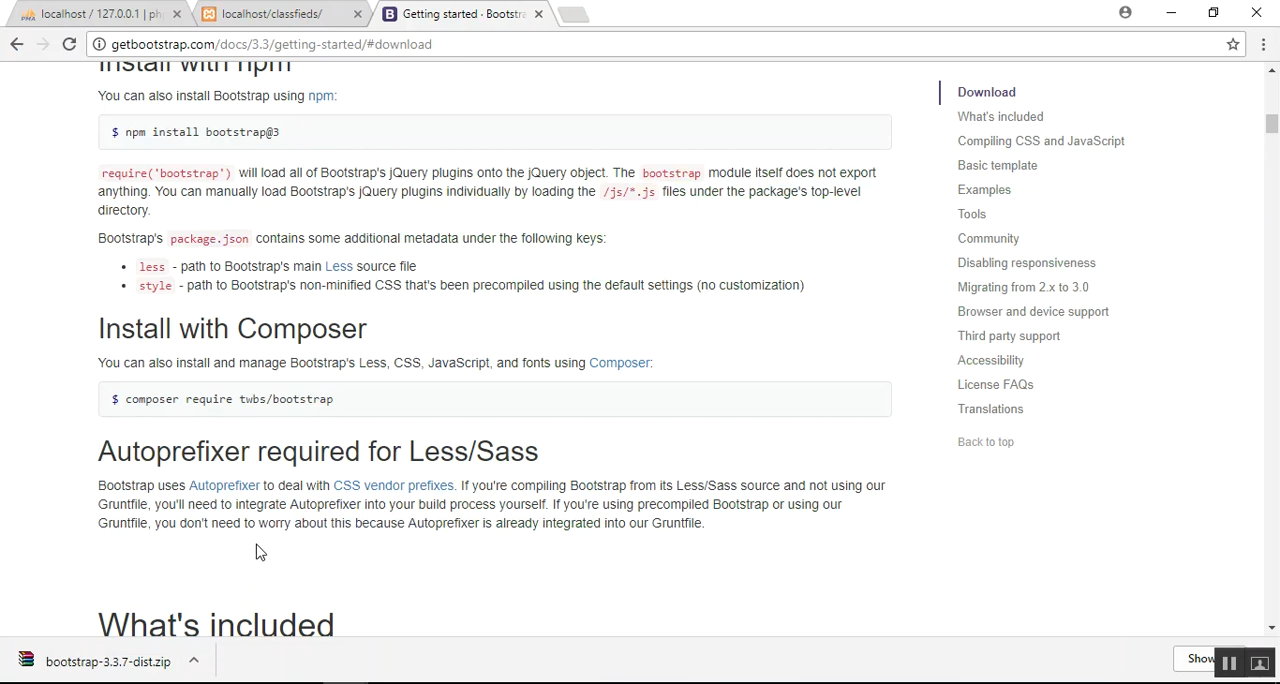 localhost / 127.0.0.1 | ph
localhost/classfieds/
Getting started · Bootstra
getbootstrap.com/docs/3.3/getting-started/#download
Install with npm
You can also install Bootstrap using npm:
$ npm install bootstrap@3
require('bootstrap') will load all of Bootstrap's jQuery plugins onto the jQuery object. The bootstrap module itself does not export
anything. You can manually load Bootstrap's jQuery plugins individually by loading the /js/*.js files under the package's top-level
directory.
Bootstrap's package.json contains some additional metadata under the following keys:
less - path to Bootstrap's main Less source file
style - path to Bootstrap's non-minified CSS that's been precompiled using the default settings (no customization)
Install with Composer
You can also install and manage Bootstrap's Less, CSS, JavaScript, and fonts using Composer:
$ composer require twbs/bootstrap
Autoprefixer required for Less/Sass
Bootstrap uses Autoprefixer to deal with CSS vendor prefixes. If you're compiling Bootstrap from its Less/Sass source and not using our
Gruntfile, you'll need to integrate Autoprefixer into your build process yourself. If you're using precompiled Bootstrap or using our
Gruntfile, you don't need to worry about this because Autoprefixer is already integrated into our Gruntfile.
What's included
Download
What's included
Compiling CSS and JavaScript
Basic template
Examples
Tools
Community
Disabling responsiveness
Migrating from 2.x to 3.0
Browser and device support
Third party support
Accessibility
License FAQs
Translations
Back to top
bootstrap-3.3.7-dist.zip
Show